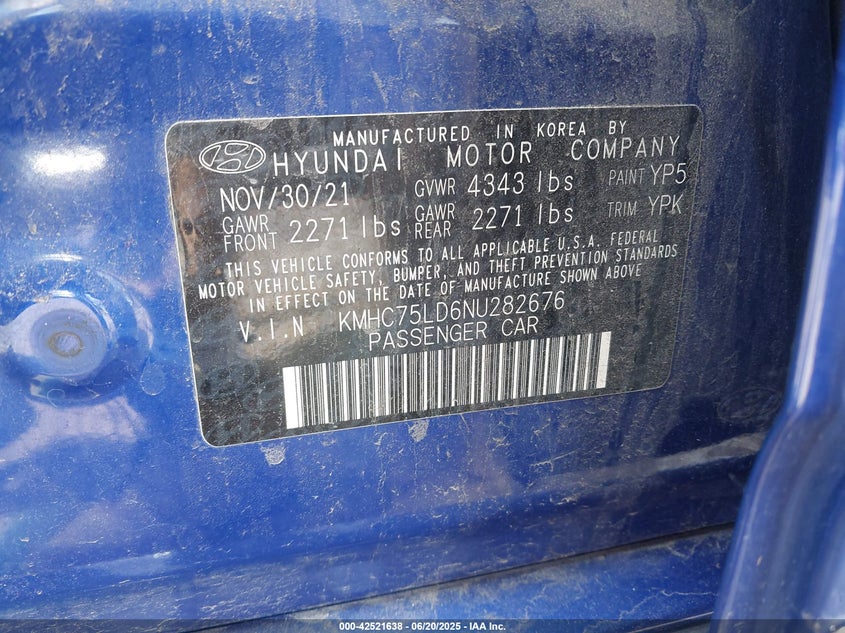 MANUFACTURED IN KOREA BY
HYUNDAI MOTOR COMPANY
NOV/30/21 GVWR 4343 lbs PAINT YP5
GAWR FRONT 2271 lbs GAWR REAR 2271 lbs TRIM YPK
THIS VEHICLE CONFORMS TO ALL APPLICABLE U.S.A. FEDERAL
MOTOR VEHICLE SAFETY, BUMPER, AND THEFT PREVENTION STANDARDS
IN EFFECT ON THE DATE OF MANUFACTURE SHOWN ABOVE
V.I.N KMHC75LD6NU282676
PASSENGER CAR
000-42521638 - 06/20/2025 - IAA Inc.